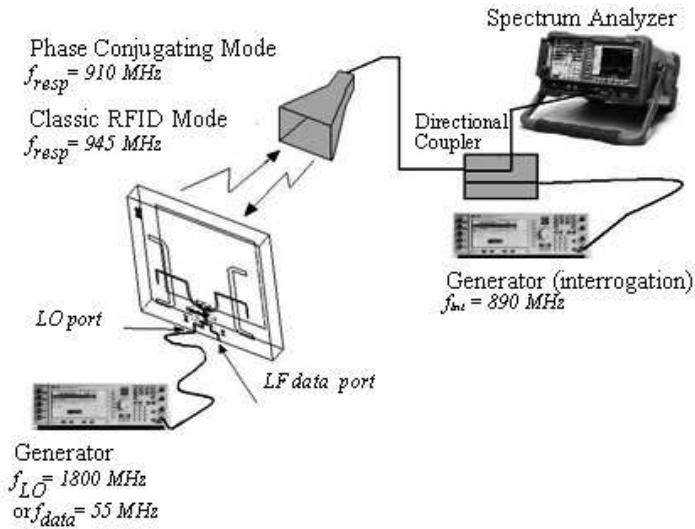 Spectrum Analyzer
Phase Conjugating Mode
fresp= 910 MHz
Classic RFID Mode
fresp= 945 MHz
Directional
Coupler
Generator (interrogation)
fint = 890 MHz
LO port
LF data port
Generator
fLO= 1800 MHz
or fdata= 55 MHz